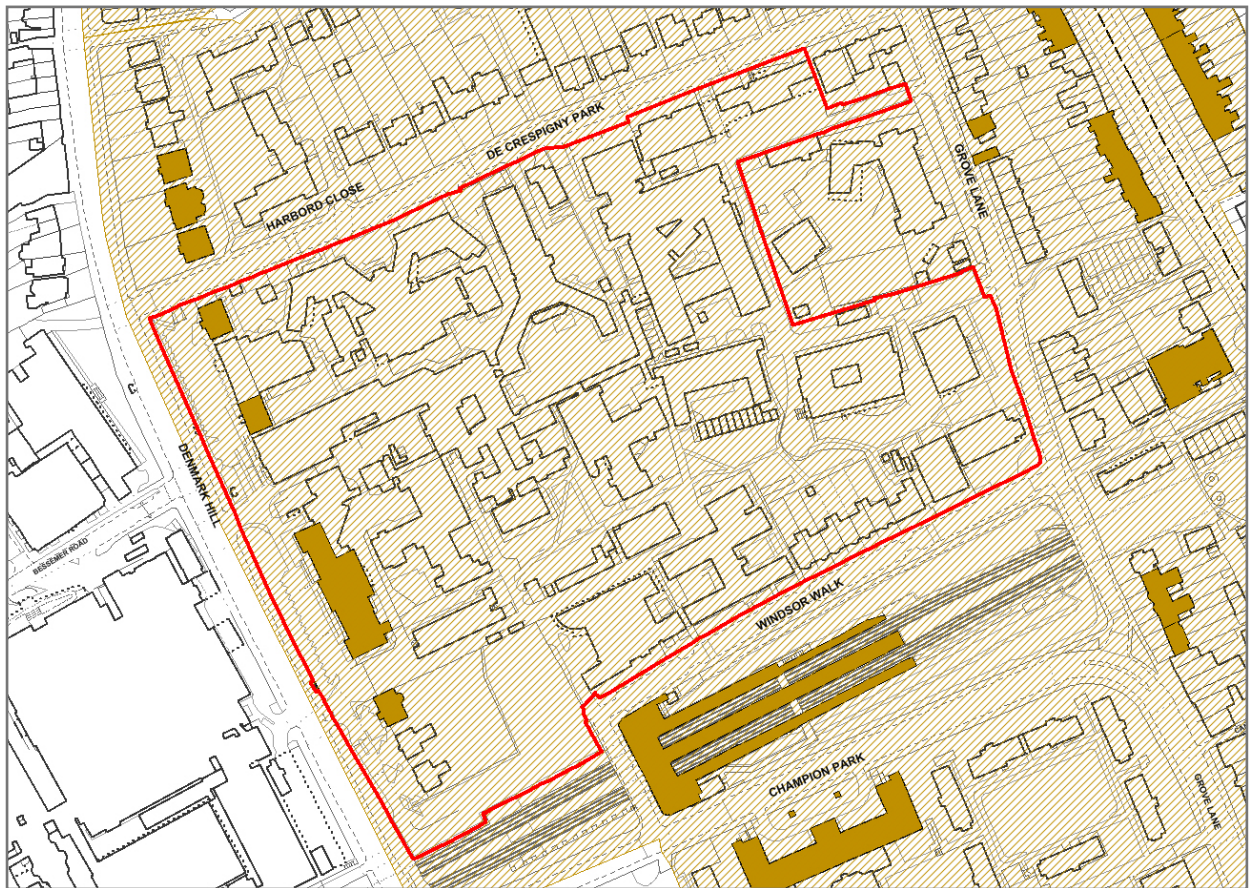 DE CRESPIGNY PARK
HARBORD CLOSE
GROVE LANE
DENMARK HILL
BESSEMER ROAD
WINDSOR WALK
CHAMPION PARK
GROVE LANE